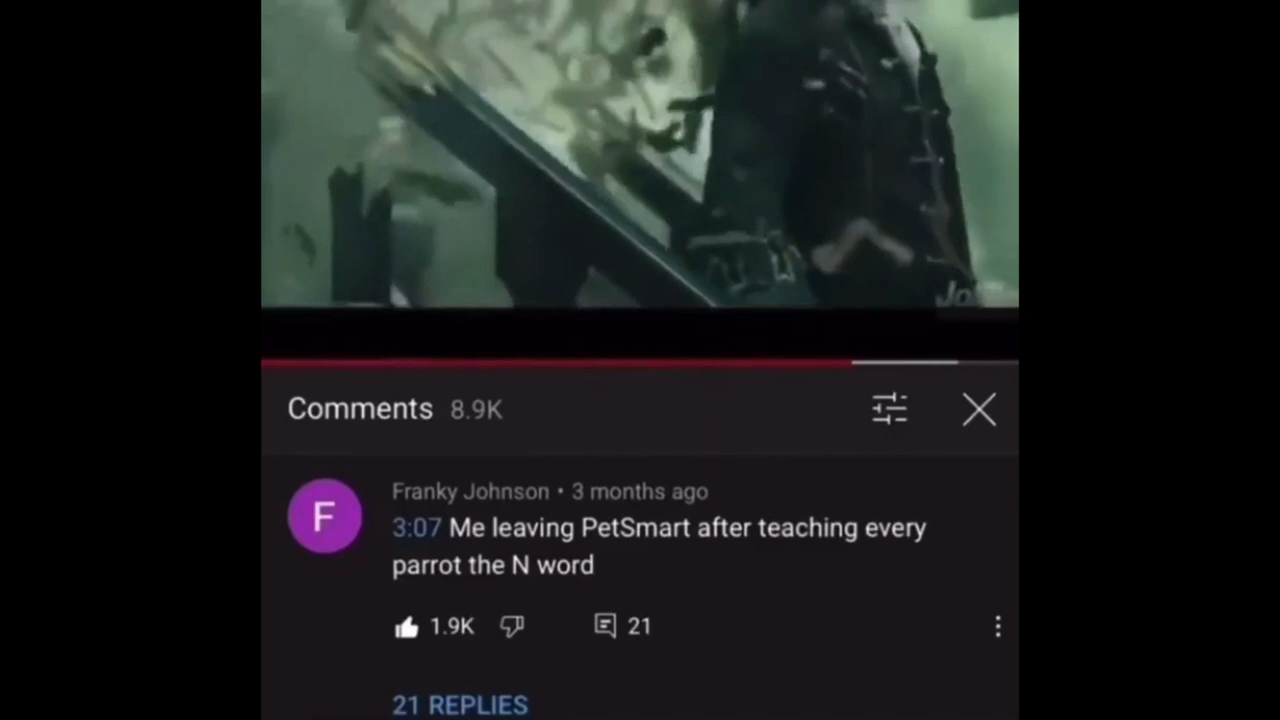 Comments 8.9K
F
Franky Johnson • 3 months ago
3:07 Me leaving PetSmart after teaching every
parrot the N word
1.9K 21
21 REPLIES